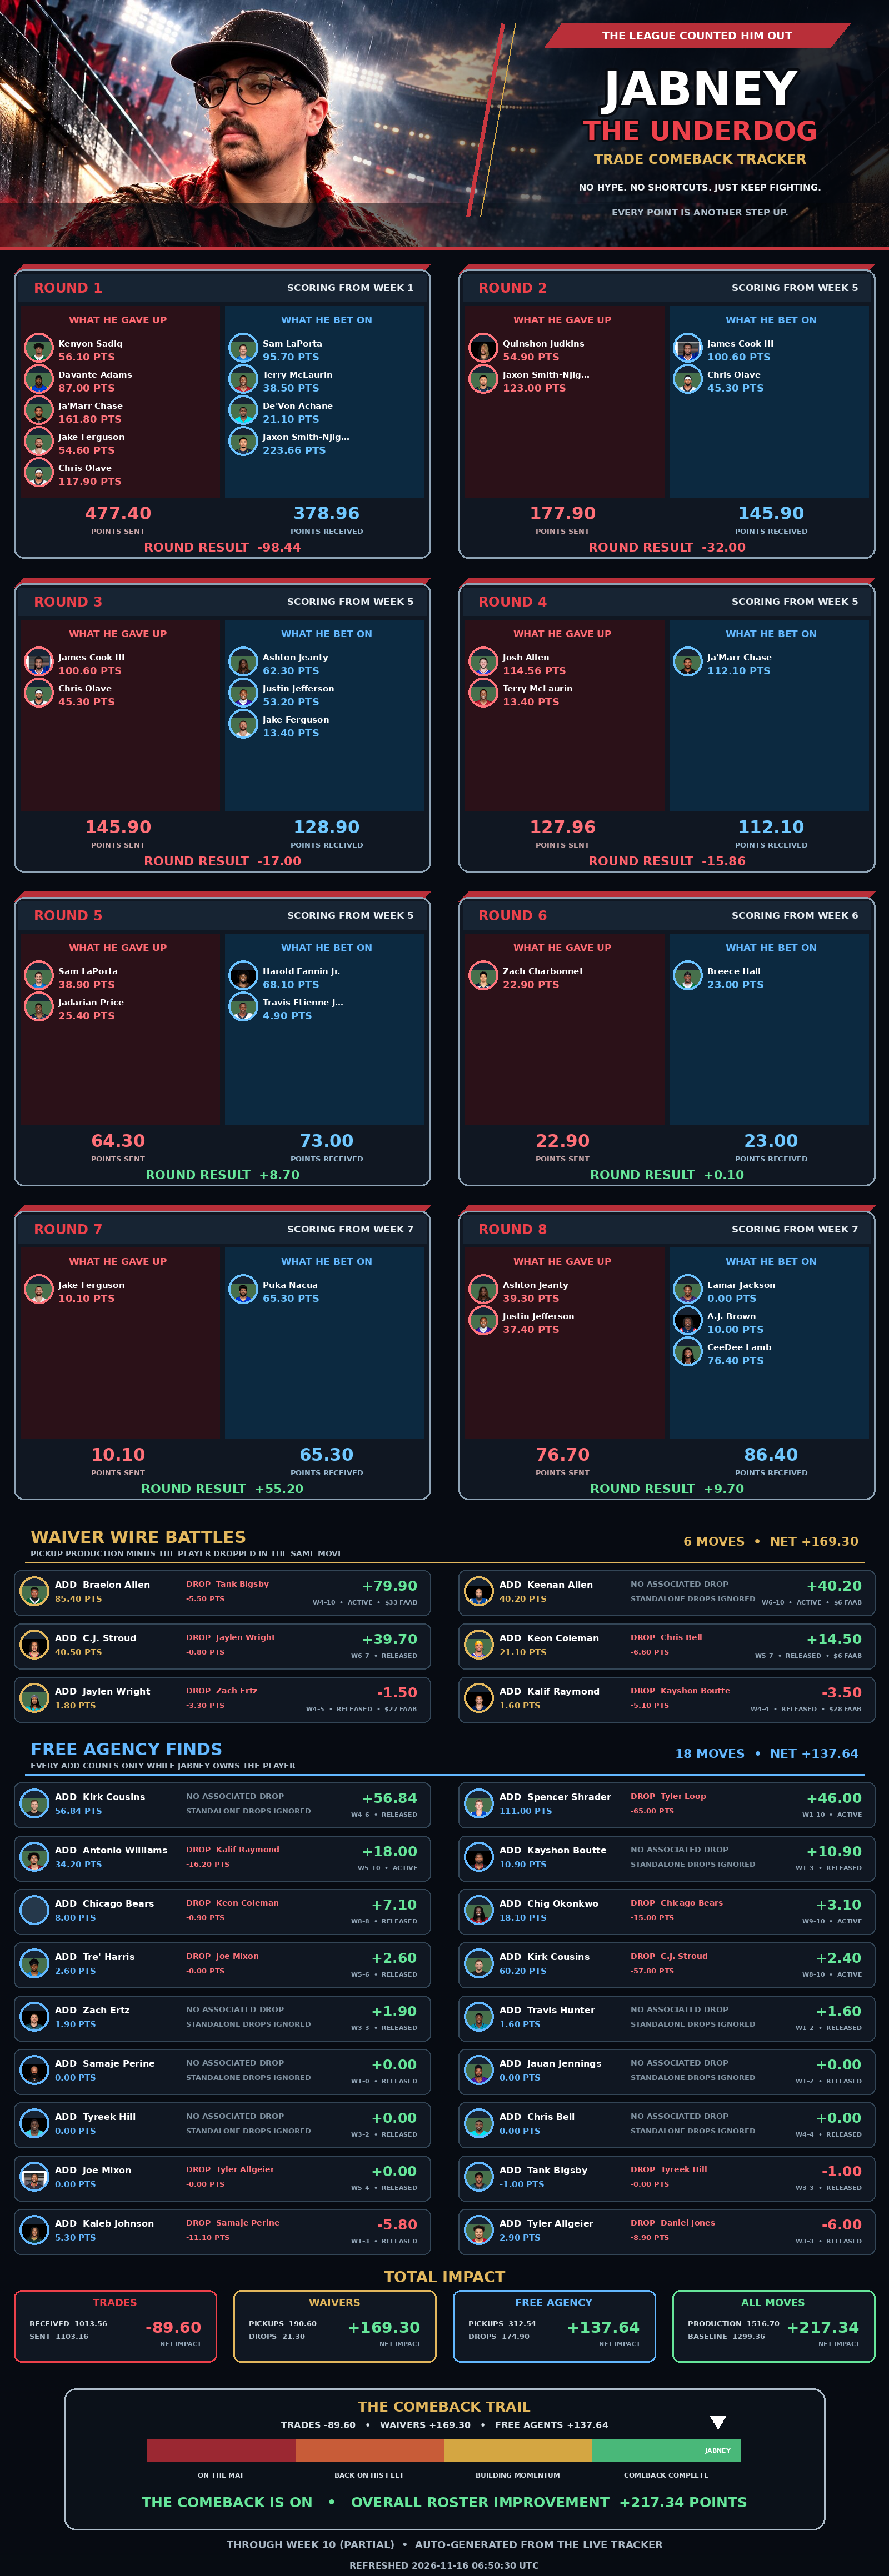 THE LEAGUE COUNTED HIM OUT
JABNEY
THE UNDERDOG
TRADE COMEBACK TRACKER
NO HYPE. NO SHORTCUTS. JUST KEEP FIGHTING.
EVERY POINT IS ANOTHER STEP UP.
ROUND 1 SCORING FROM WEEK 1
WHAT HE GAVE UP
Kenyon Sadiq
56.10 PTS
Davante Adams
87.00 PTS
Ja'Marr Chase
161.80 PTS
Jake Ferguson
54.60 PTS
Chris Olave
117.90 PTS
WHAT HE BET ON
Sam LaPorta
95.70 PTS
Terry McLaurin
38.50 PTS
De'Von Achane
21.10 PTS
Jaxon Smith-Njig...
223.66 PTS
477.40 378.96
POINTS SENT POINTS RECEIVED
ROUND RESULT -98.44
ROUND 2 SCORING FROM WEEK 5
WHAT HE GAVE UP
Quinshon Judkins
54.90 PTS
Jaxon Smith-Njig...
123.00 PTS
WHAT HE BET ON
James Cook III
100.60 PTS
Chris Olave
45.30 PTS
177.90 145.90
POINTS SENT POINTS RECEIVED
ROUND RESULT -32.00
ROUND 3 SCORING FROM WEEK 5
WHAT HE GAVE UP
James Cook III
100.60 PTS
Chris Olave
45.30 PTS
WHAT HE BET ON
Ashton Jeanty
62.30 PTS
Justin Jefferson
53.20 PTS
Jake Ferguson
13.40 PTS
145.90 128.90
POINTS SENT POINTS RECEIVED
ROUND RESULT -17.00
ROUND 4 SCORING FROM WEEK 5
WHAT HE GAVE UP
Josh Allen
114.56 PTS
Terry McLaurin
13.40 PTS
WHAT HE BET ON
Ja'Marr Chase
112.10 PTS
127.96 112.10
POINTS SENT POINTS RECEIVED
ROUND RESULT -15.86
ROUND 5 SCORING FROM WEEK 5
WHAT HE GAVE UP
Sam LaPorta
38.90 PTS
Jadarian Price
25.40 PTS
WHAT HE BET ON
Harold Fannin Jr.
68.10 PTS
Travis Etienne J...
4.90 PTS
64.30 73.00
POINTS SENT POINTS RECEIVED
ROUND RESULT +8.70
ROUND 6 SCORING FROM WEEK 6
WHAT HE GAVE UP
Zach Charbonnet
22.90 PTS
WHAT HE BET ON
Breece Hall
23.00 PTS
22.90 23.00
POINTS SENT POINTS RECEIVED
ROUND RESULT +0.10
ROUND 7 SCORING FROM WEEK 7
WHAT HE GAVE UP
Jake Ferguson
10.10 PTS
WHAT HE BET ON
Puka Nacua
65.30 PTS
10.10 65.30
POINTS SENT POINTS RECEIVED
ROUND RESULT +55.20
ROUND 8 SCORING FROM WEEK 7
WHAT HE GAVE UP
Ashton Jeanty
39.30 PTS
Justin Jefferson
37.40 PTS
WHAT HE BET ON
Lamar Jackson
0.00 PTS
A.J. Brown
10.00 PTS
CeeDee Lamb
76.40 PTS
76.70 86.40
POINTS SENT POINTS RECEIVED
ROUND RESULT +9.70
WAIVER WIRE BATTLES 6 MOVES • NET +169.30
PICKUP PRODUCTION MINUS THE PLAYER DROPPED IN THE SAME MOVE
ADD Braelon Allen DROP Tank Bigsby +79.90
85.40 PTS -5.50 PTS W4-10 • ACTIVE • $33 FAAB
ADD Keenan Allen NO ASSOCIATED DROP +40.20
40.20 PTS STANDALONE DROPS IGNORED W6-10 • ACTIVE • $6 FAAB
ADD C.J. Stroud DROP Jaylen Wright +39.70
40.50 PTS -0.80 PTS W6-7 • RELEASED
ADD Keon Coleman DROP Chris Bell +14.50
21.10 PTS -6.60 PTS W5-7 • RELEASED • $6 FAAB
ADD Jaylen Wright DROP Zach Ertz -1.50
1.80 PTS -3.30 PTS W4-5 • RELEASED • $27 FAAB
ADD Kalif Raymond DROP Kayshon Boutte -3.50
1.60 PTS -5.10 PTS W4-4 • RELEASED • $28 FAAB
FREE AGENCY FINDS 18 MOVES • NET +137.64
EVERY ADD COUNTS ONLY WHILE JABNEY OWNS THE PLAYER
ADD Kirk Cousins NO ASSOCIATED DROP +56.84
56.84 PTS STANDALONE DROPS IGNORED W4-6 • RELEASED
ADD Spencer Shrader DROP Tyler Loop +46.00
111.00 PTS -65.00 PTS W1-10 • ACTIVE
ADD Antonio Williams DROP Kalif Raymond +18.00
34.20 PTS -16.20 PTS W5-10 • ACTIVE
ADD Kayshon Boutte NO ASSOCIATED DROP +10.90
10.90 PTS STANDALONE DROPS IGNORED W1-3 • RELEASED
ADD Chicago Bears DROP Keon Coleman +7.10
8.00 PTS -0.90 PTS W8-8 • RELEASED
ADD Chig Okonkwo DROP Chicago Bears +3.10
18.10 PTS -15.00 PTS W9-10 • ACTIVE
ADD Tre' Harris DROP Joe Mixon +2.60
2.60 PTS -0.00 PTS W5-6 • RELEASED
ADD Kirk Cousins DROP C.J. Stroud +2.40
60.20 PTS -57.80 PTS W8-10 • ACTIVE
ADD Zach Ertz NO ASSOCIATED DROP +1.90
1.90 PTS STANDALONE DROPS IGNORED W3-3 • RELEASED
ADD Travis Hunter NO ASSOCIATED DROP +1.60
1.60 PTS STANDALONE DROPS IGNORED W1-2 • RELEASED
ADD Samaje Perine NO ASSOCIATED DROP +0.00
0.00 PTS STANDALONE DROPS IGNORED W1-0 • RELEASED
ADD Jauan Jennings NO ASSOCIATED DROP +0.00
0.00 PTS STANDALONE DROPS IGNORED W1-2 • RELEASED
ADD Tyreek Hill NO ASSOCIATED DROP +0.00
0.00 PTS STANDALONE DROPS IGNORED W3-2 • RELEASED
ADD Chris Bell NO ASSOCIATED DROP +0.00
0.00 PTS STANDALONE DROPS IGNORED W4-4 • RELEASED
ADD Joe Mixon DROP Tyler Allgeier +0.00
0.00 PTS -0.00 PTS W5-4 • RELEASED
ADD Tank Bigsby DROP Tyreek Hill -1.00
-1.00 PTS -0.00 PTS W3-3 • RELEASED
ADD Kaleb Johnson DROP Samaje Perine -5.80
5.30 PTS -11.10 PTS W1-3 • RELEASED
ADD Tyler Allgeier DROP Daniel Jones -6.00
2.90 PTS -8.90 PTS W3-3 • RELEASED
TOTAL IMPACT
TRADES
RECEIVED 1013.56
SENT 1103.16
-89.60
NET IMPACT
WAIVERS
PICKUPS 190.60
DROPS 21.30
+169.30
NET IMPACT
FREE AGENCY
PICKUPS 312.54
DROPS 174.90
+137.64
NET IMPACT
ALL MOVES
PRODUCTION 1516.70
BASELINE 1299.36
+217.34
NET IMPACT
THE COMEBACK TRAIL
TRADES -89.60 • WAIVERS +169.30 • FREE AGENTS +137.64
JABNEY
ON THE MAT BACK ON HIS FEET BUILDING MOMENTUM COMEBACK COMPLETE
THE COMEBACK IS ON • OVERALL ROSTER IMPROVEMENT +217.34 POINTS
THROUGH WEEK 10 (PARTIAL) • AUTO-GENERATED FROM THE LIVE TRACKER
REFRESHED 2026-11-16 06:50:30 UTC